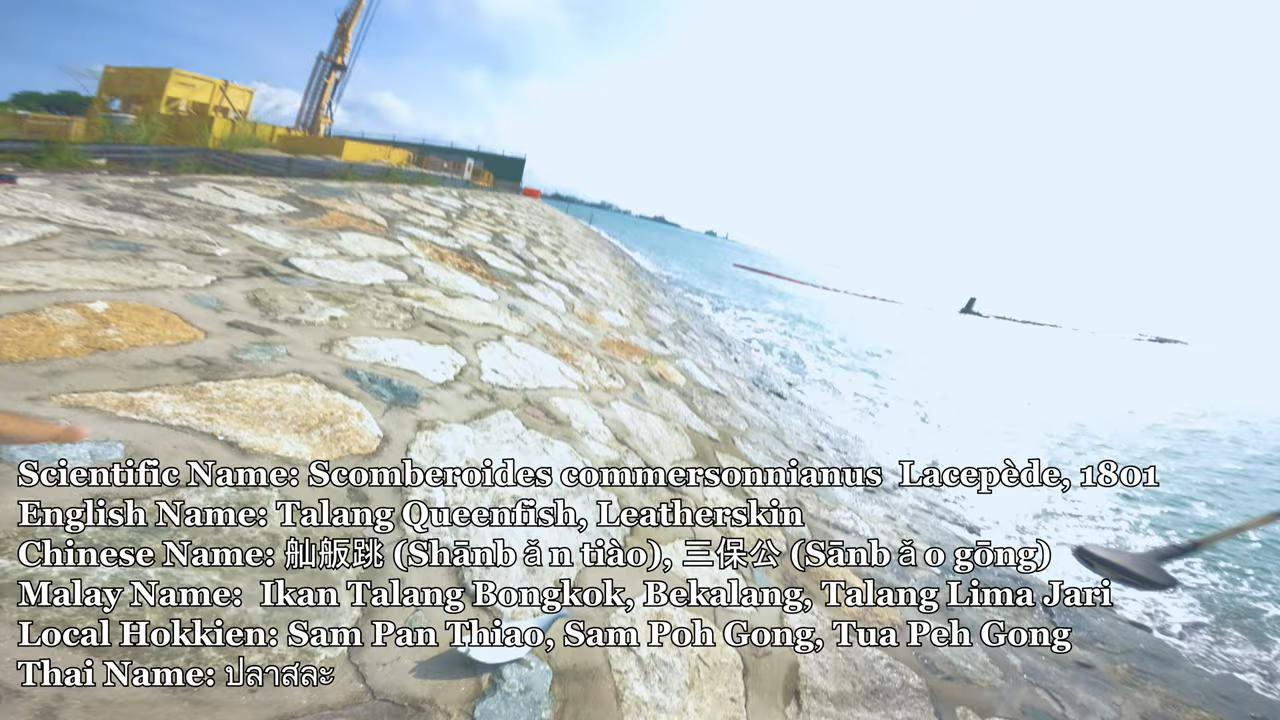 Scientific Name: Scomberoides commersonnianus  Lacepède, 1801
English Name: Talang Queenfish, Leatherskin
Chinese Name: 舢舨跳 (Shānbǎn tiào), 三保公 (Sānbǎo gōng)
Malay Name:  Ikan Talang Bongkok, Bekalang, Talang Lima Jari
Local Hokkien: Sam Pan Thiao, Sam Poh Gong, Tua Peh Gong
Thai Name: ปลาสละ